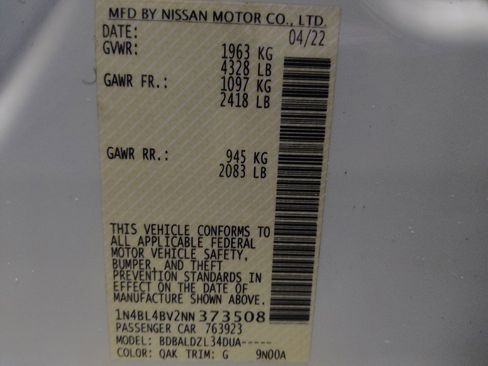 MFD BY NISSAN MOTOR CO., LTD.
DATE: 04/22
GVWR: 1963 KG
4328 LB
GAWR FR.: 1097 KG
2418 LB
GAWR RR.: 945 KG
2083 LB
THIS VEHICLE CONFORMS TO
ALL APPLICABLE FEDERAL
MOTOR VEHICLE SAFETY,
BUMPER, AND THEFT
PREVENTION STANDARDS IN
EFFECT ON THE DATE OF
MANUFACTURE SHOWN ABOVE.
1N4BL4BV2NN373508
PASSENGER CAR 763923
MODEL: BDBALDZL34DUA-----
COLOR: QAK TRIM: G 9N00A